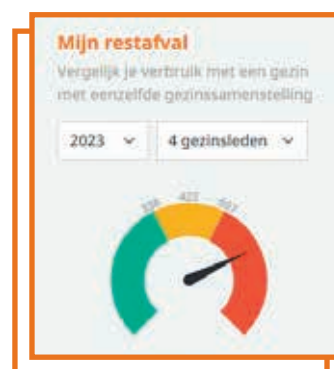 Mijn restafval
Vergelijk je verbruik met een gezin
met eenzelfde gezinssamenstelling
2023 4 gezinsleden
422